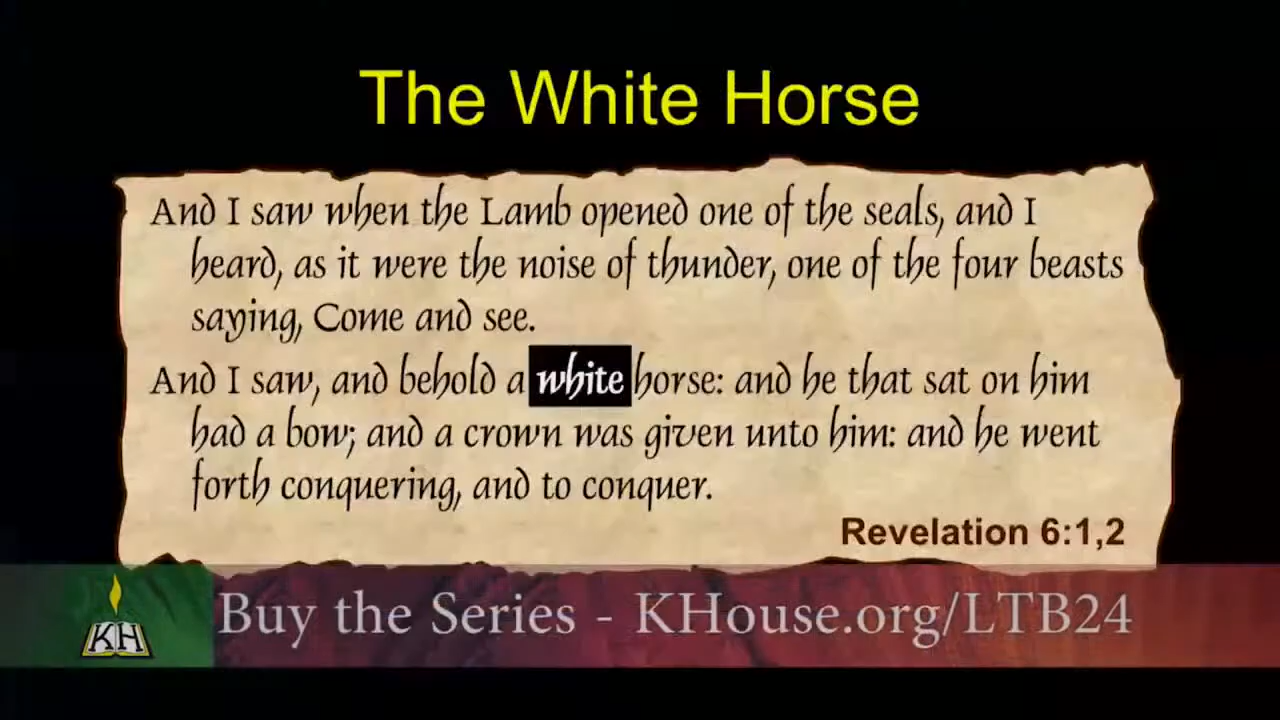 The White Horse
And I saw when the Lamb opened one of the seals, and I
heard, as it were the noise of thunder, one of the four beasts
saying, Come and see.
And I saw, and behold a white horse: and he that sat on him
had a bow; and a crown was given unto him: and he went
forth conquering, and to conquer.
Revelation 6:1,2
KH
Buy the Series - KHouse.org/LTB24